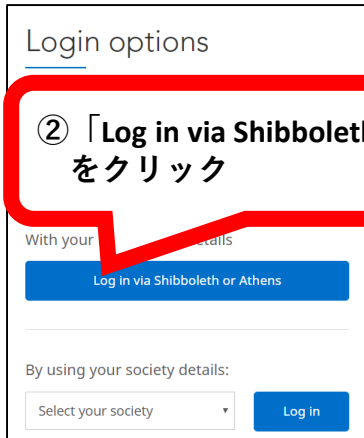 Login options
②「Log in via Shibboleth
をクリック
With your details
Log in via Shibboleth or Athens
By using your society details:
Select your society
Log in